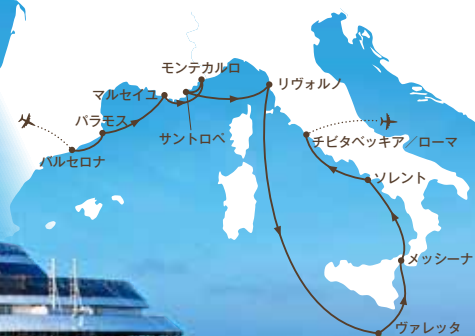 モンテカルロ
マルセイユ
リヴォルノ
パラモス
サントロペ
チビタベッキア／ローマ
バルセロナ
ソレント
メッシーナ
ヴァレッタ